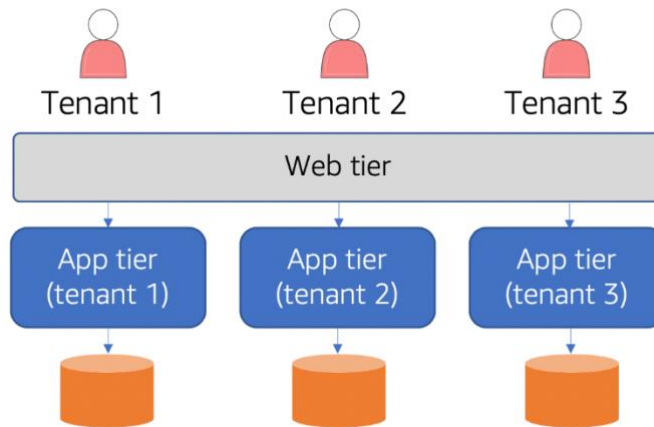 Tenant 1
Tenant 2
Tenant 3
Web tier
App tier
(tenant 1)
App tier
(tenant 2)
App tier
(tenant 3)